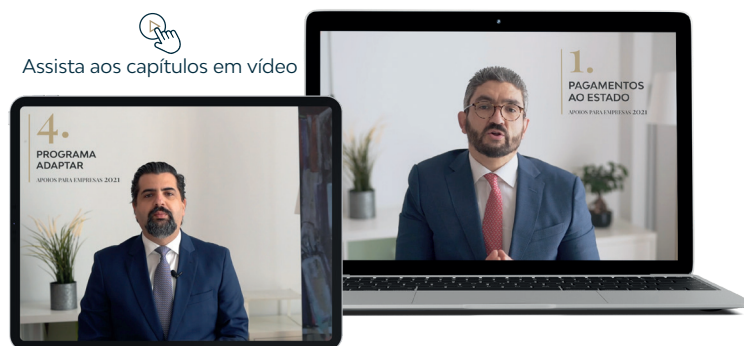 Assista aos capítulos em vídeo
4.
PROGRAMA
ADAPTAR
APOIOS PARA EMPRESAS 2021
1.
PAGAMENTOS
AO ESTADO
APOIOS PARA EMPRESAS 2021